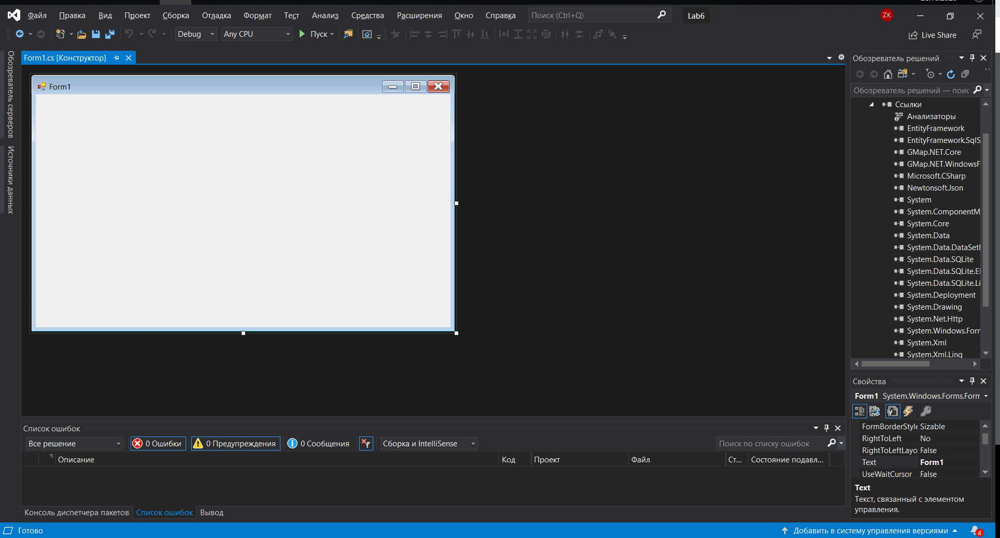 Файл Правка Вид Проект Сборка Отладка Формат Тест Анализ Средства Расширения Окно Справка Поиск (Ctrl+Q) Lab6 ZK
Debug Any CPU Пуск Live Share
Обозреватель серверов
Источники данных
Form1.cs [Конструктор]
Form1
Обозреватель решений
Обозреватель решений — поис
Ссылки
Анализаторы
EntityFramework
EntityFramework.SqlS
GMap.NET.Core
GMap.NET.WindowsF
Microsoft.CSharp
Newtonsoft.Json
System
System.ComponentM
System.Core
System.Data
System.Data.DataSetE
System.Data.SQLite
System.Data.SQLite.EI
System.Data.SQLite.Li
System.Deployment
System.Drawing
System.Net.Http
System.Windows.Forr
System.Xml
System.Xml.Linq
Свойства
Form1 System.Windows.Forms.Form
FormBorderStyle Sizable
RightToLeft No
RightToLeftLayo False
Text Form1
UseWaitCursor False
Text
Текст, связанный с элементом
управления.
Список ошибок
Все решение 0 Ошибки 0 Предупреждения 0 Сообщения Сборка и IntelliSense Поиск по списку ошибок
Описание Код Проект Файл Ст... Состояние подавл...
Консоль диспетчера пакетов Список ошибок Вывод
Готово Добавить в систему управления версиями 4